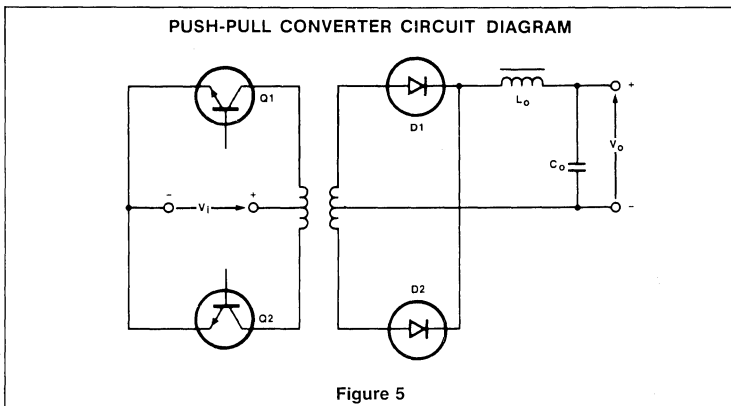 PUSH-PULL CONVERTER CIRCUIT DIAGRAM
Q1
D1
Lo
+
Co
Vo
- Vi +
-
Q2
D2
Figure 5